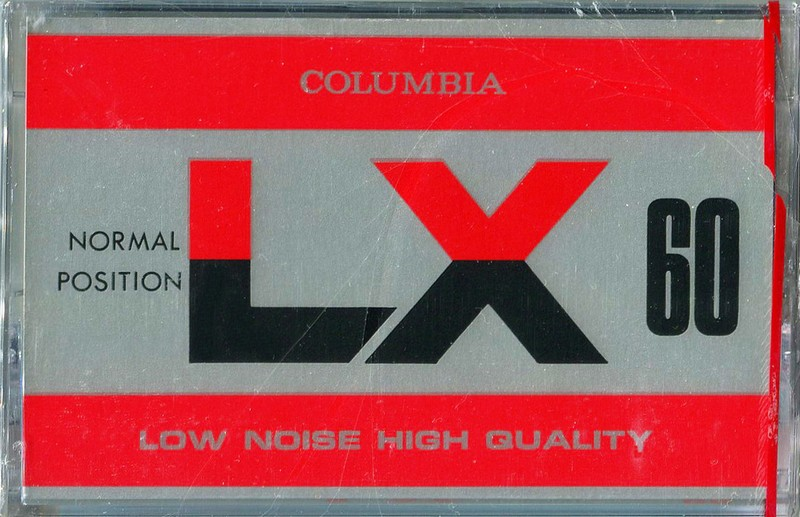 COLUMBIA
LX 60
NORMAL
POSITION
LOW NOISE HIGH QUALITY